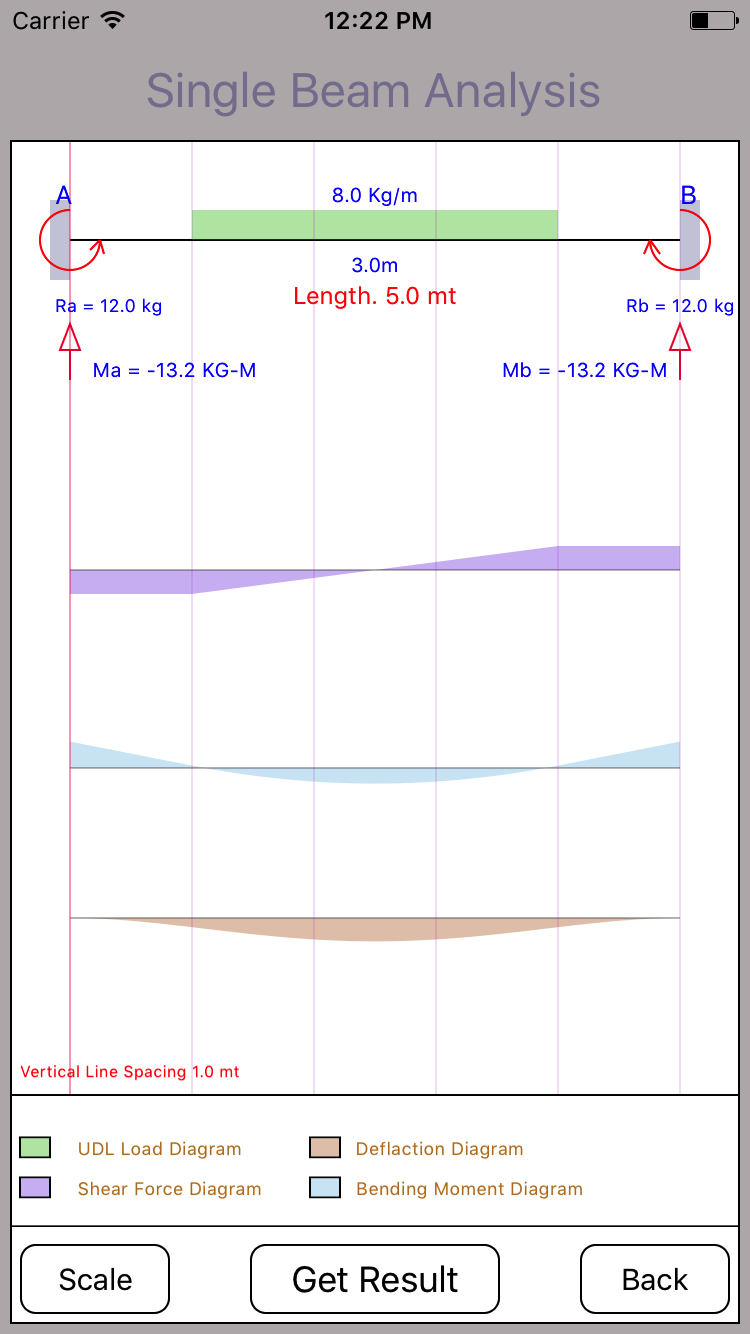 Carrier 12:22 PM
Single Beam Analysis
A 8.0 Kg/m B
3.0m
Length. 5.0 mt
Ra = 12.0 kg Rb = 12.0 kg
Ma = -13.2 KG-M Mb = -13.2 KG-M
Vertical Line Spacing 1.0 mt
UDL Load Diagram Deflaction Diagram
Shear Force Diagram Bending Moment Diagram
Scale Get Result Back